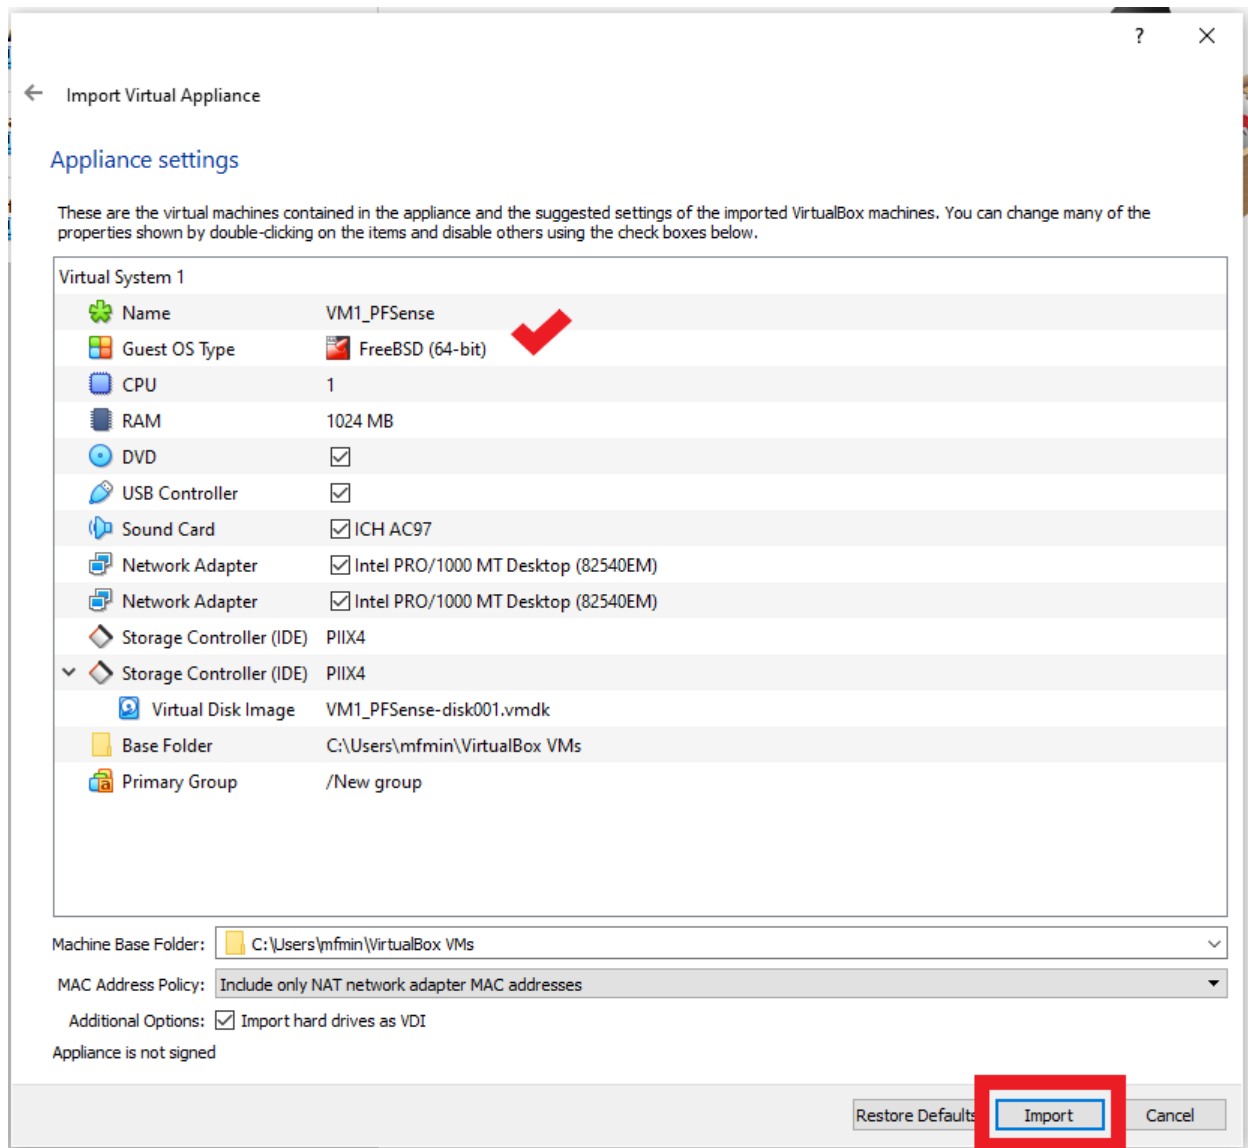 ?
Import Virtual Appliance
Appliance settings
These are the virtual machines contained in the appliance and the suggested settings of the imported VirtualBox machines. You can change many of the
properties shown by double-clicking on the items and disable others using the check boxes below.
Virtual System 1
Name VM1_PFSense
Guest OS Type FreeBSD (64-bit)
CPU 1
RAM 1024 MB
DVD
USB Controller
Sound Card ICH AC97
Network Adapter Intel PRO/1000 MT Desktop (82540EM)
Network Adapter Intel PRO/1000 MT Desktop (82540EM)
Storage Controller (IDE) PIIX4
Storage Controller (IDE) PIIX4
Virtual Disk Image VM1_PFSense-disk001.vmdk
Base Folder C:\Users\mfmin\VirtualBox VMs
Primary Group /New group
Machine Base Folder: C:\Users\mfmin\VirtualBox VMs
MAC Address Policy: Include only NAT network adapter MAC addresses
Additional Options: Import hard drives as VDI
Appliance is not signed
Restore Defaults Import Cancel